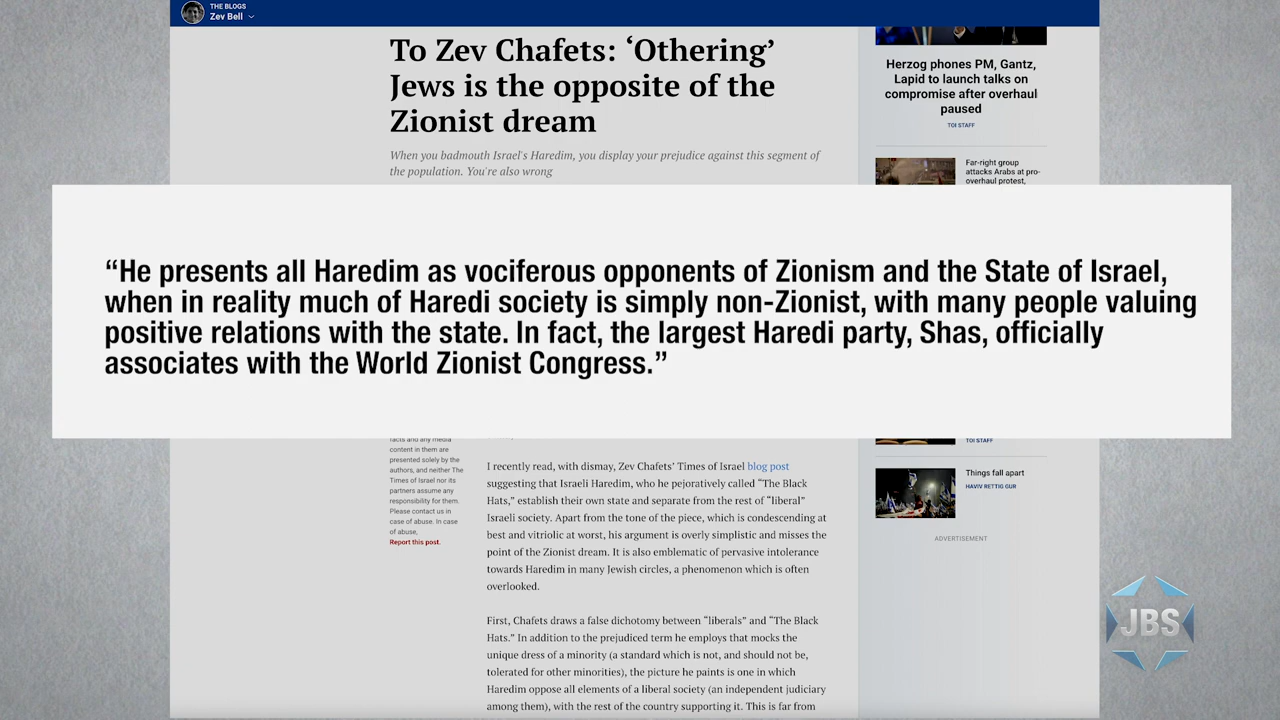 THE BLOGS
Zev Bell
To Zev Chafets: ‘Othering’
Jews is the opposite of the
Zionist dream
When you badmouth Israel's Haredim, you display your prejudice against this segment of
the population. You're also wrong
Herzog phones PM, Gantz,
Lapid to launch talks on
compromise after overhaul
paused
TOI STAFF
Far-right group
attacks Arabs at pro-
overhaul protest,
“He presents all Haredim as vociferous opponents of Zionism and the State of Israel,
when in reality much of Haredi society is simply non-Zionist, with many people valuing
positive relations with the state. In fact, the largest Haredi party, Shas, officially
associates with the World Zionist Congress.”
facts and any media
content in them are
presented solely by the
authors, and neither The
Times of Israel nor its
partners assume any
responsibility for them.
Please contact us in
case of abuse. In case
of abuse,
Report this post.
I recently read, with dismay, Zev Chafets’ Times of Israel blog post
suggesting that Israeli Haredim, who he pejoratively called “The Black
Hats,” establish their own state and separate from the rest of “liberal”
Israeli society. Apart from the tone of the piece, which is condescending at
best and vitriolic at worst, his argument is overly simplistic and misses the
point of the Zionist dream. It is also emblematic of pervasive intolerance
towards Haredim in many Jewish circles, a phenomenon which is often
overlooked.
First, Chafets draws a false dichotomy between “liberals” and “The Black
Hats.” In addition to the prejudiced term he employs that mocks the
unique dress of a minority (a standard which is not, and should not be,
tolerated for other minorities), the picture he paints is one in which
Haredim oppose all elements of a liberal society (an independent judiciary
among them), with the rest of the country supporting it. This is far from
TOI STAFF
Things fall apart
HAVIV RETTIG GUR
ADVERTISEMENT
JBS